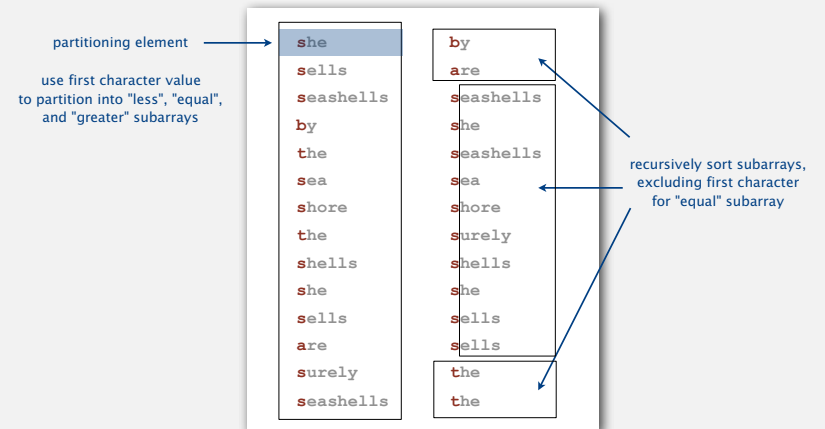 partitioning element
use first character value
to partition into "less", "equal",
and "greater" subarrays
she
sells
seashells
by
the
sea
shore
the
shells
she
sells
are
surely
seashells
by
are
seashells
she
seashells
sea
shore
surely
shells
she
sells
sells
the
the
recursively sort subarrays,
excluding first character
for "equal" subarray